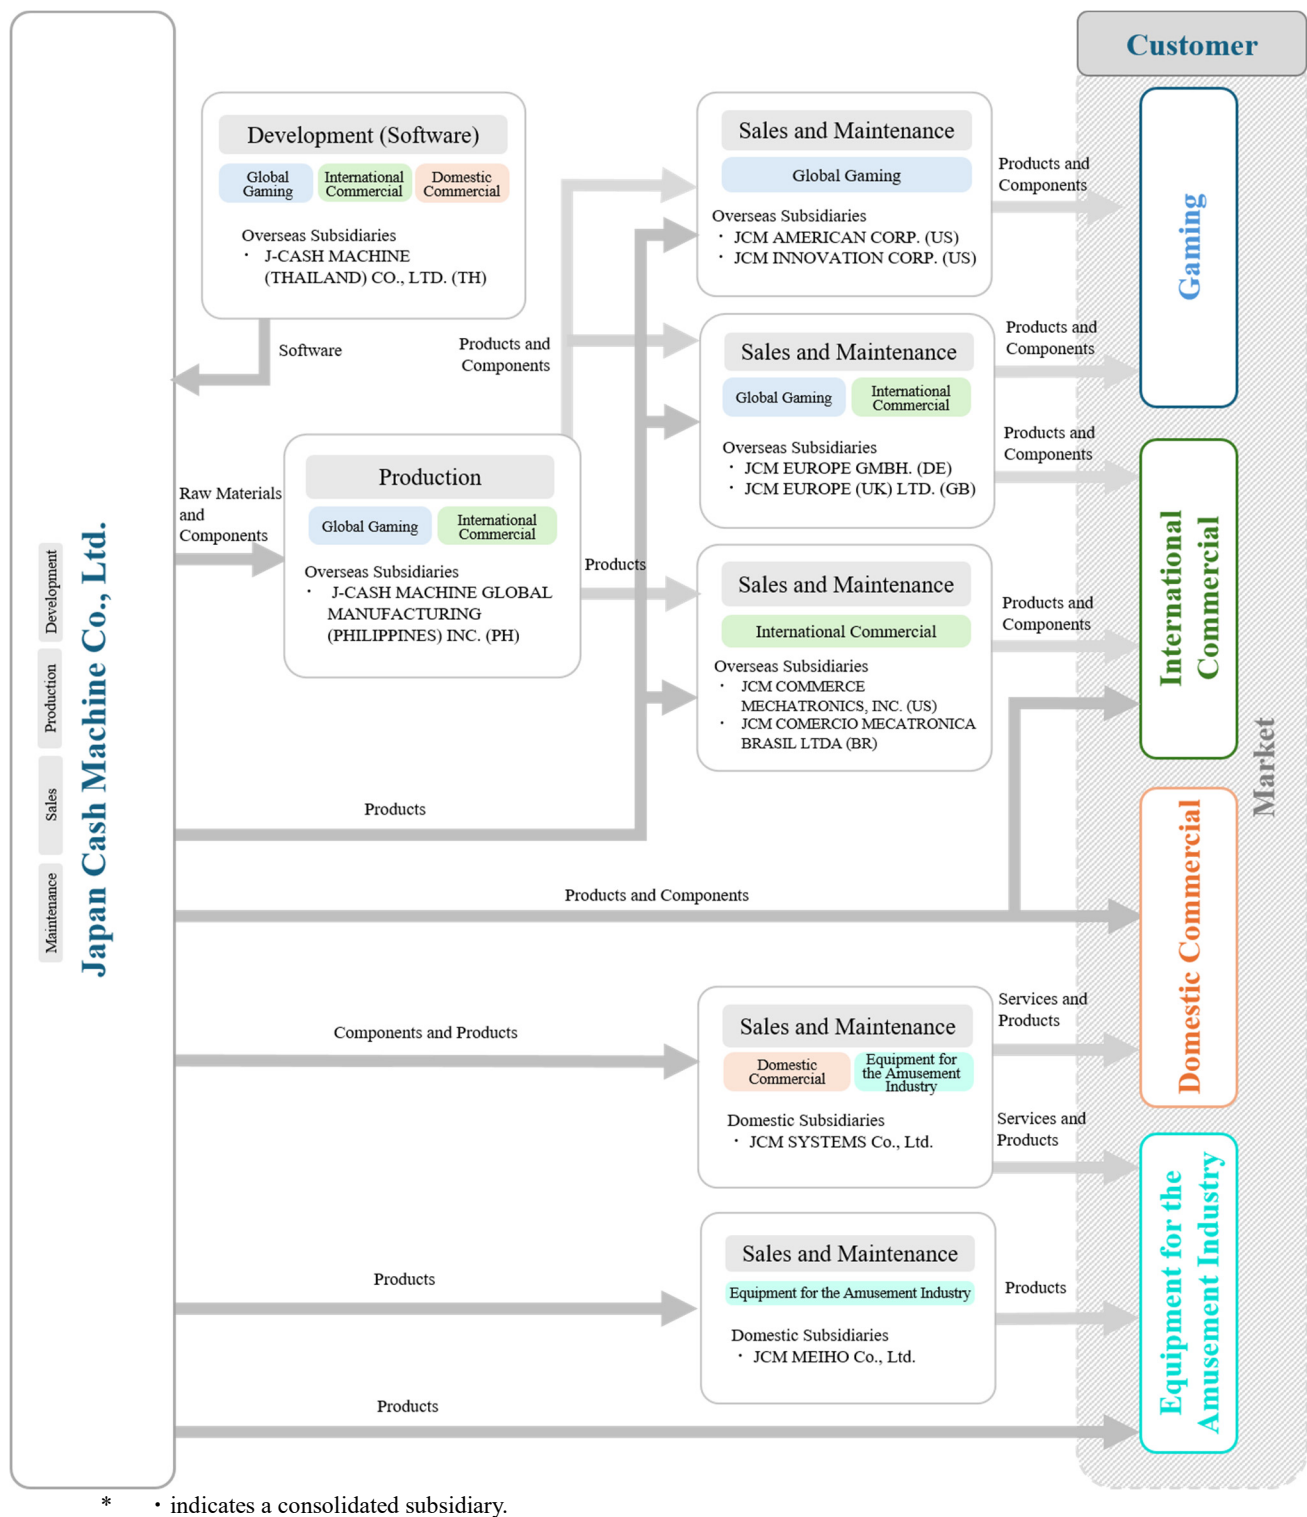 Customer
Development
Production
Sales
Maintenance
Japan Cash Machine Co., Ltd.
Development (Software)
Global
Gaming
International
Commercial
Domestic
Commercial
Overseas Subsidiaries
・ J-CASH MACHINE
(THAILAND) CO., LTD. (TH)
Software
Raw Materials
and
Components
Production
Global Gaming
International
Commercial
Overseas Subsidiaries
・ J-CASH MACHINE GLOBAL
MANUFACTURING
(PHILIPPINES) INC. (PH)
Products and
Components
Products
Sales and Maintenance
Global Gaming
Overseas Subsidiaries
・ JCM AMERICAN CORP. (US)
・ JCM INNOVATION CORP. (US)
Products and
Components
Sales and Maintenance
Global Gaming
International
Commercial
Overseas Subsidiaries
・ JCM EUROPE GMBH. (DE)
・ JCM EUROPE (UK) LTD. (GB)
Products and
Components
Products and
Components
Sales and Maintenance
International Commercial
Overseas Subsidiaries
・ JCM COMMERCE
MECHATRONICS, INC. (US)
・ JCM COMERCIO MECATRONICA
BRASIL LTDA (BR)
Products and
Components
Products
Products and Components
Components and Products
Sales and Maintenance
Domestic
Commercial
Equipment for
the Amusement
Industry
Domestic Subsidiaries
・ JCM SYSTEMS Co., Ltd.
Services and
Products
Services and
Products
Products
Sales and Maintenance
Equipment for the Amusement Industry
Domestic Subsidiaries
・ JCM MEIHO Co., Ltd.
Products
Products
Gaming
International
Commercial
Domestic Commercial
Equipment for the
Amusement Industry
Market
* ・indicates a consolidated subsidiary.